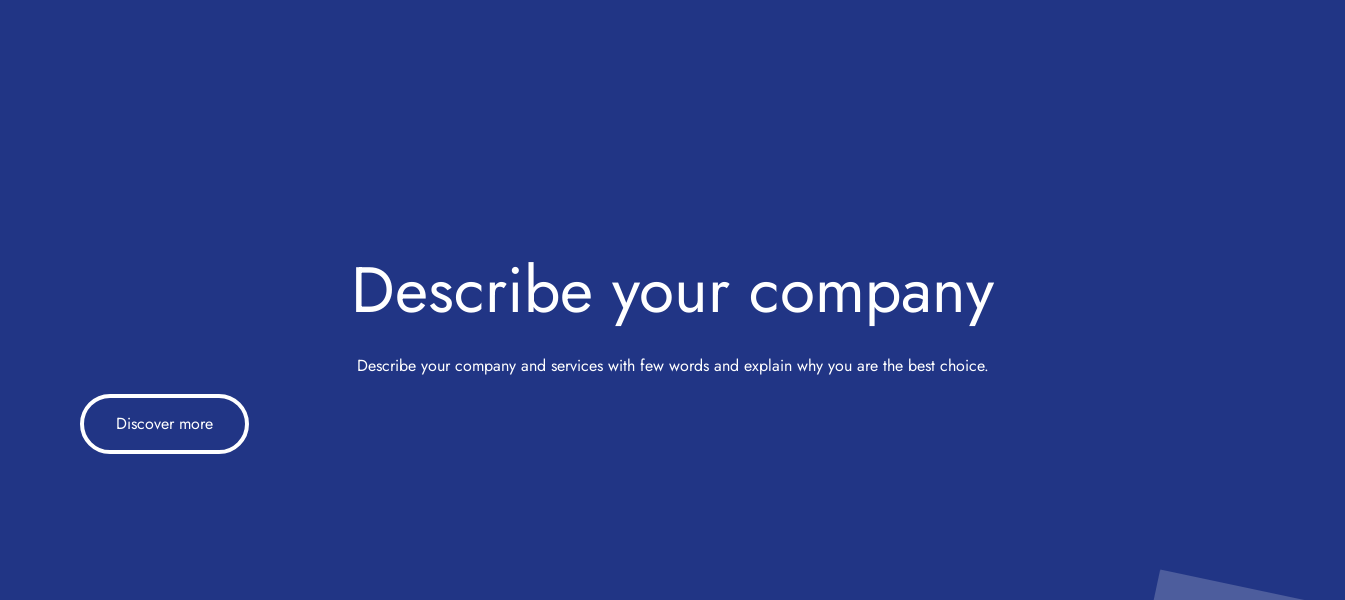 Describe your company
Describe your company and services with few words and explain why you are the best choice.
Discover more